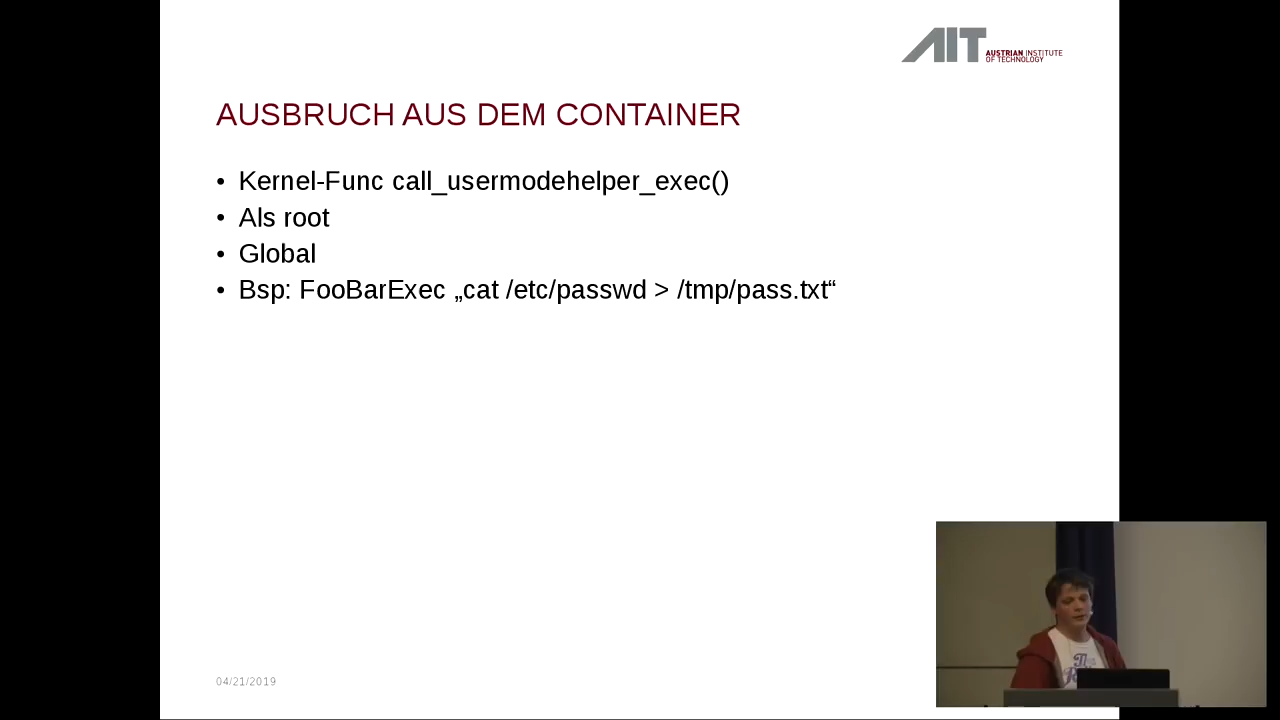 AIT AUSTRIAN INSTITUTE
OF TECHNOLOGY
AUSBRUCH AUS DEM CONTAINER
• Kernel-Func call_usermodehelper_exec()
• Als root
• Global
• Bsp: FooBarExec „cat /etc/passwd > /tmp/pass.txt“
04/21/2019